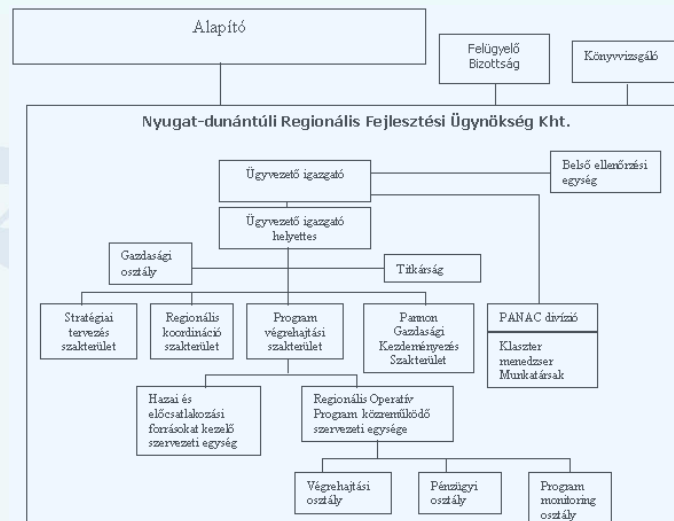 Alapító
Felügyelő
Bizottság
Könyvvizsgáló
Nyugat-dunántúli Regionális Fejlesztési Ügynökség Kht.
Ügyvezető igazgató
Belső ellenőrzési
egység
Ügyvezető igazgató
helyettes
Gazdasági
osztály
Titkárság
Stratégiai
tervezés
szakterület
Regionális
koordináció
szakterület
Program
végrehajtási
szakterület
Pannon
Gazdasági
Kezdeményezés
Szakterület
PANAC divízió
Klaszter
menedzser
Munkatársak
Hazai és
előcsatlakozási
forrásokat kezelő
szervezeti egység
Regionális Operatív
Program közreműködő
szervezeti egysége
Végrehajtási
osztály
Pénzügyi
osztály
Program
monitoring
osztály